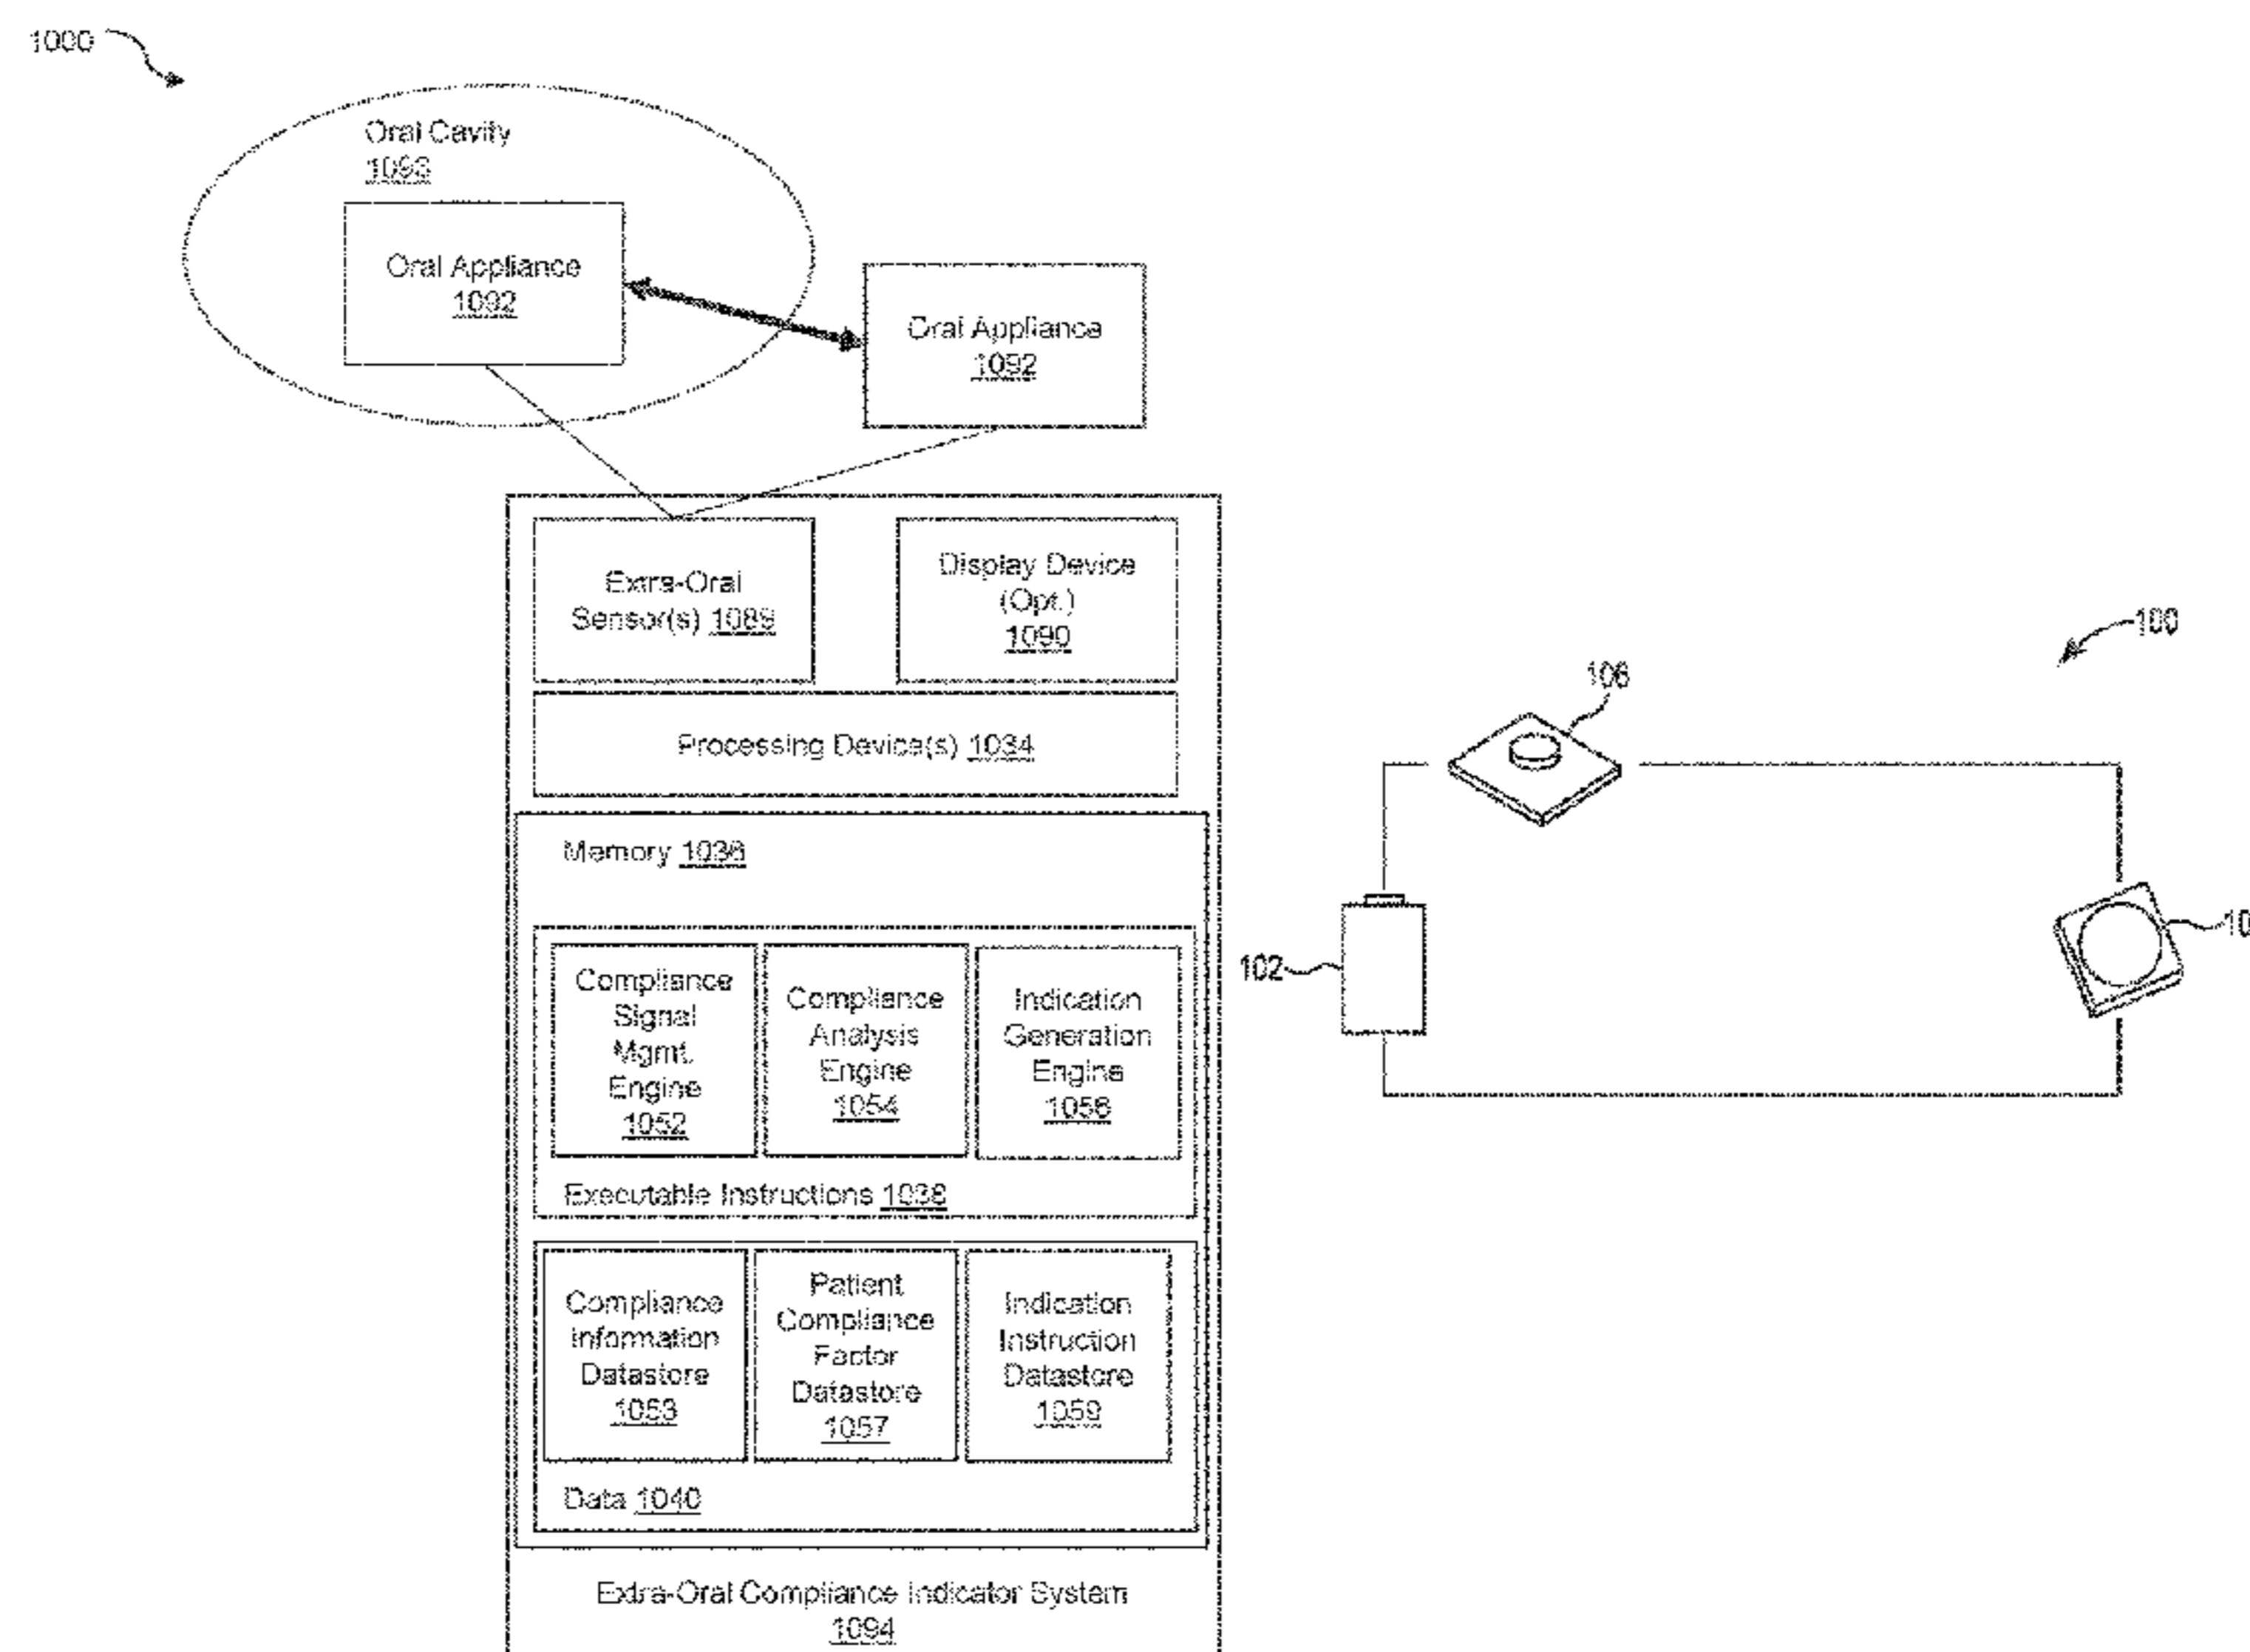 1000
Oral Cavity
1093
Oral Appliance
1092
Oral Appliance
1092
Extra-Oral
Sensor(s) 1089
Display Device
(Opt.)
1090
Processing Device(s) 1034
Memory 1036
Compliance
Signal
Mgmt.
Engine
1052
Compliance
Analysis
Engine
1054
Indication
Generation
Engine
1056
Executable Instructions 1038
Compliance
Information
Datastore
1053
Patient
Compliance
Factor
Datastore
1057
Indication
Instruction
Datastore
1059
Data 1040
Extra-Oral Compliance Indicator System
1094
100
106
102